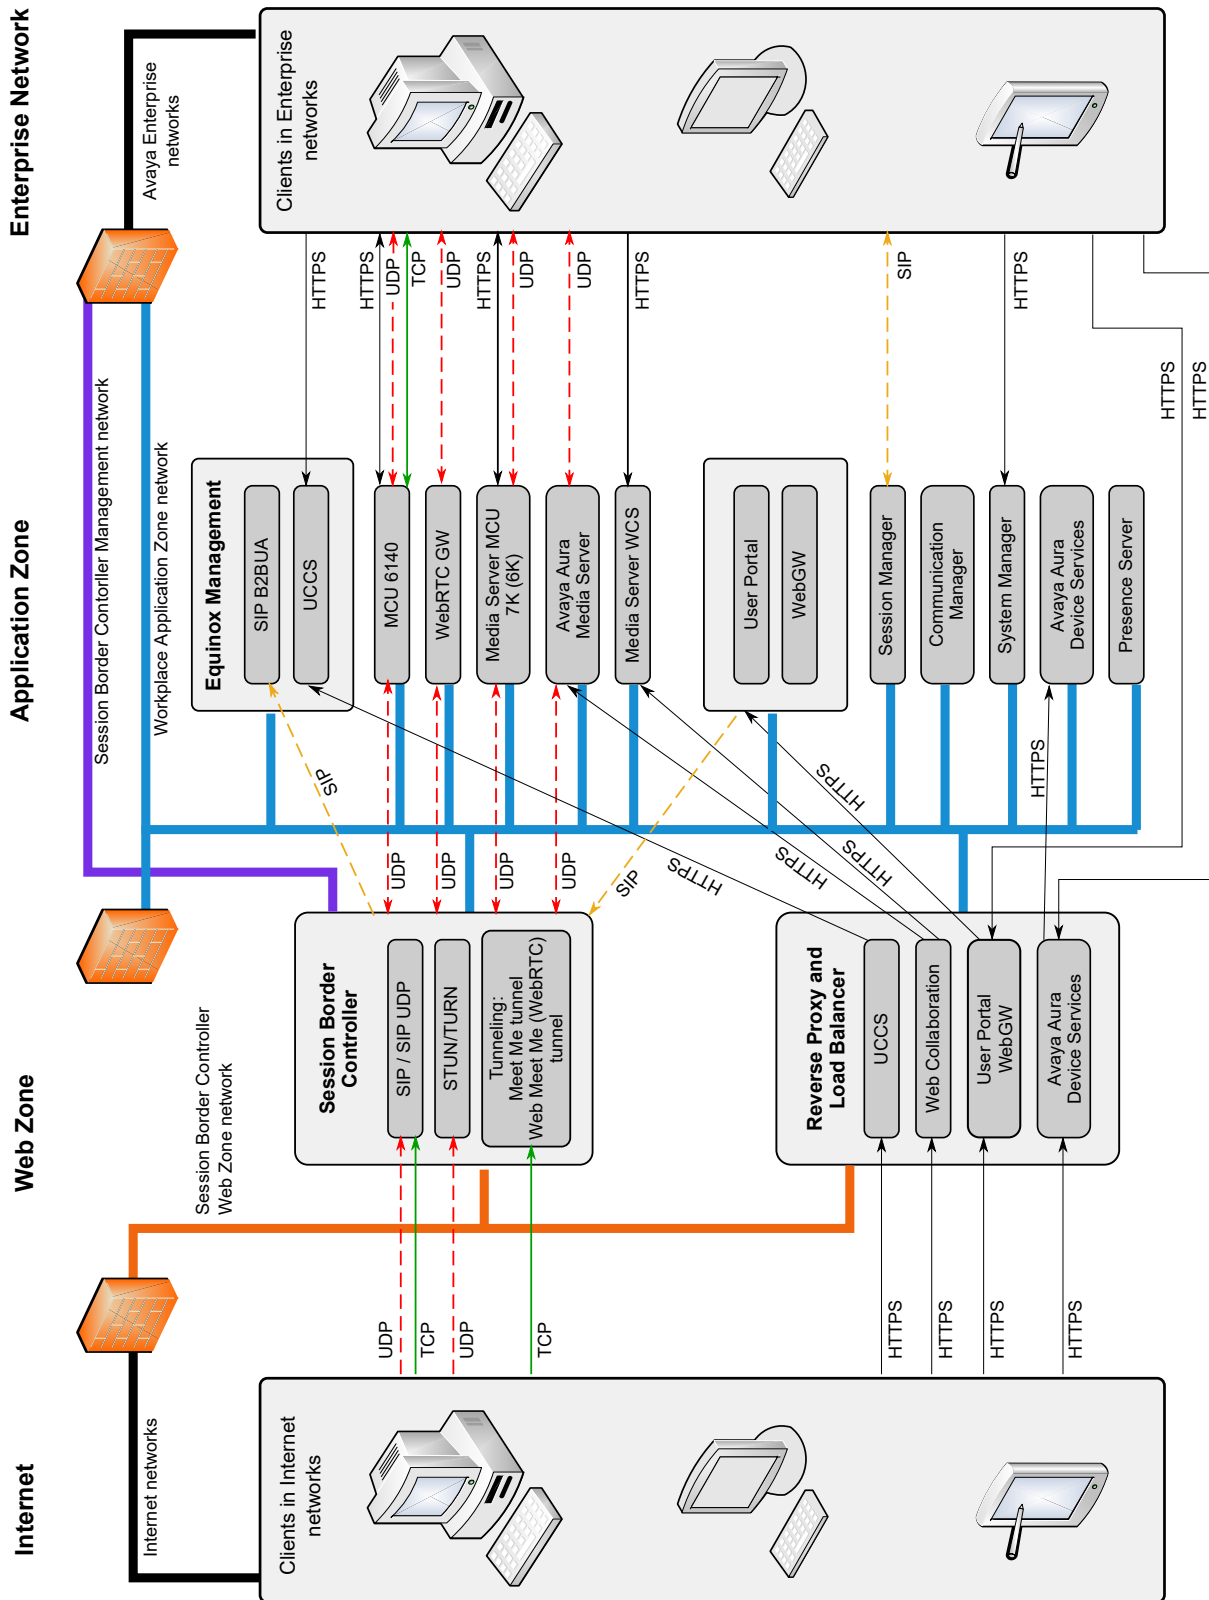 Internet
Web Zone
Application Zone
Enterprise Network
Internet networks
Session Border Controller
Web Zone network
Session Border Contorller Management network
Workplace Application Zone network
Avaya Enterprise
networks
Clients in Internet
networks
UDP
TCP
UDP
TCP
HTTPS
HTTPS
HTTPS
HTTPS
Session Border
Controller
SIP / SIP UDP
STUN/TURN
Tunneling:
Meet Me tunnel
Web Meet Me (WebRTC)
tunnel
Reverse Proxy and
Load Balancer
UCCS
Web Collaboration
User Portal
WebGW
Avaya Aura
Device Services
SIP
UDP
UDP
UDP
UDP
SIP
HTTPS
HTTPS
HTTPS
HTTPS
HTTPS
Equinox Management
SIP B2BUA
UCCS
MCU 6140
WebRTC GW
Media Server MCU
7K (6K)
Avaya Aura
Media Server
Media Server WCS
User Portal
WebGW
Session Manager
Communication
Manager
System Manager
Avaya Aura
Device Services
Presence Server
HTTPS
HTTPS
UDP
TCP
UDP
HTTPS
UDP
UDP
HTTPS
SIP
HTTPS
HTTPS
HTTPS
Clients in Enterprise
networks